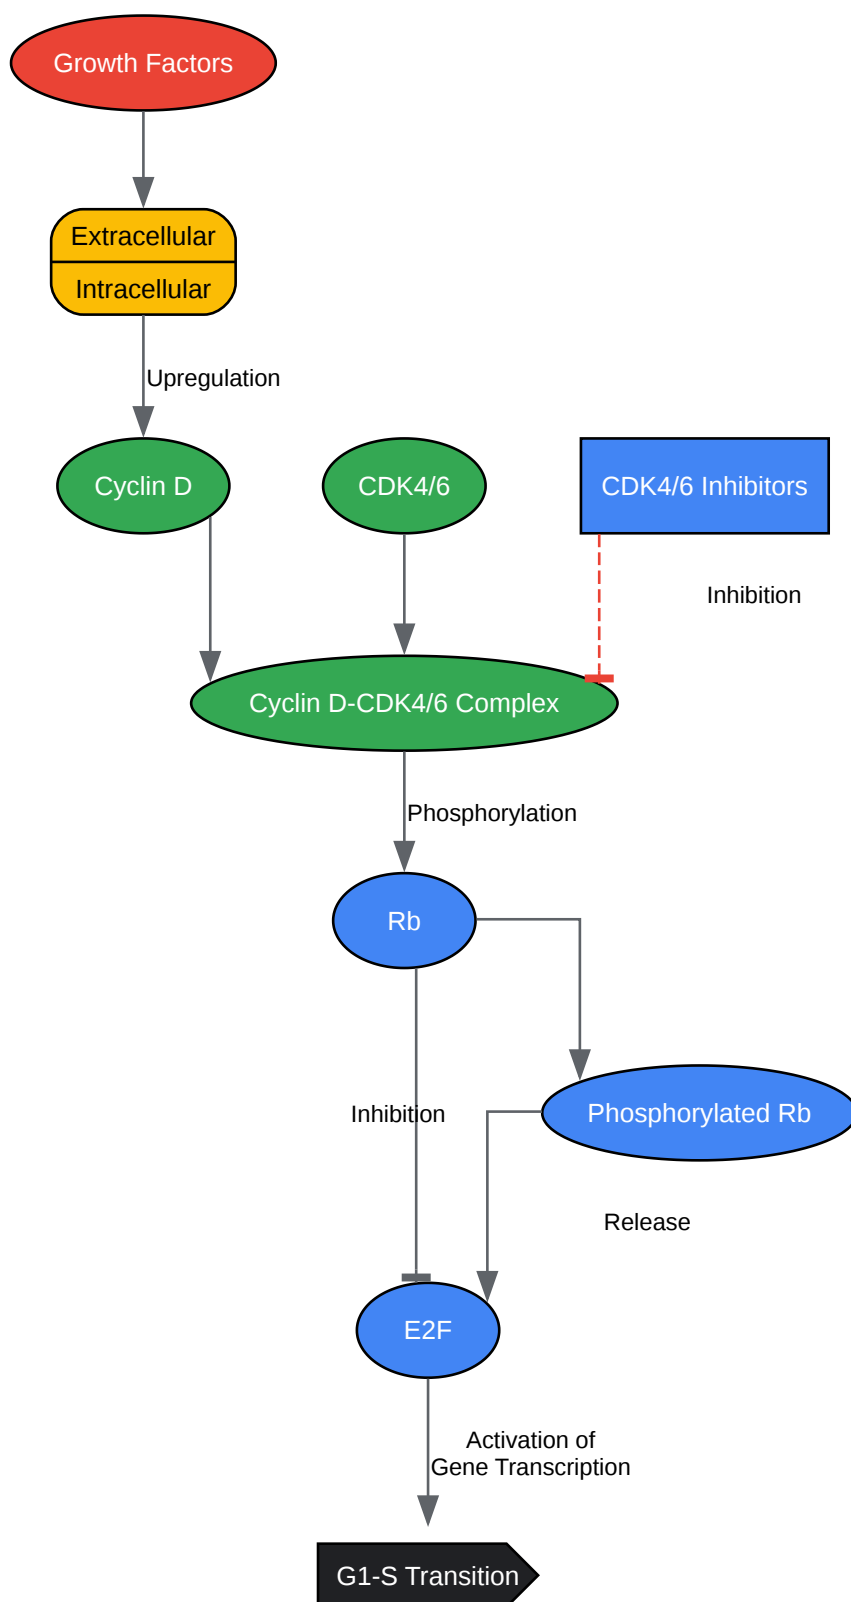 Growth Factors
Extracellular
Intracellular
Upregulation
Cyclin D
CDK4/6
CDK4/6 Inhibitors
Inhibition
Cyclin D-CDK4/6 Complex
Phosphorylation
Rb
Inhibition
Phosphorylated Rb
Release
E2F
Activation of
Gene Transcription
G1-S Transition